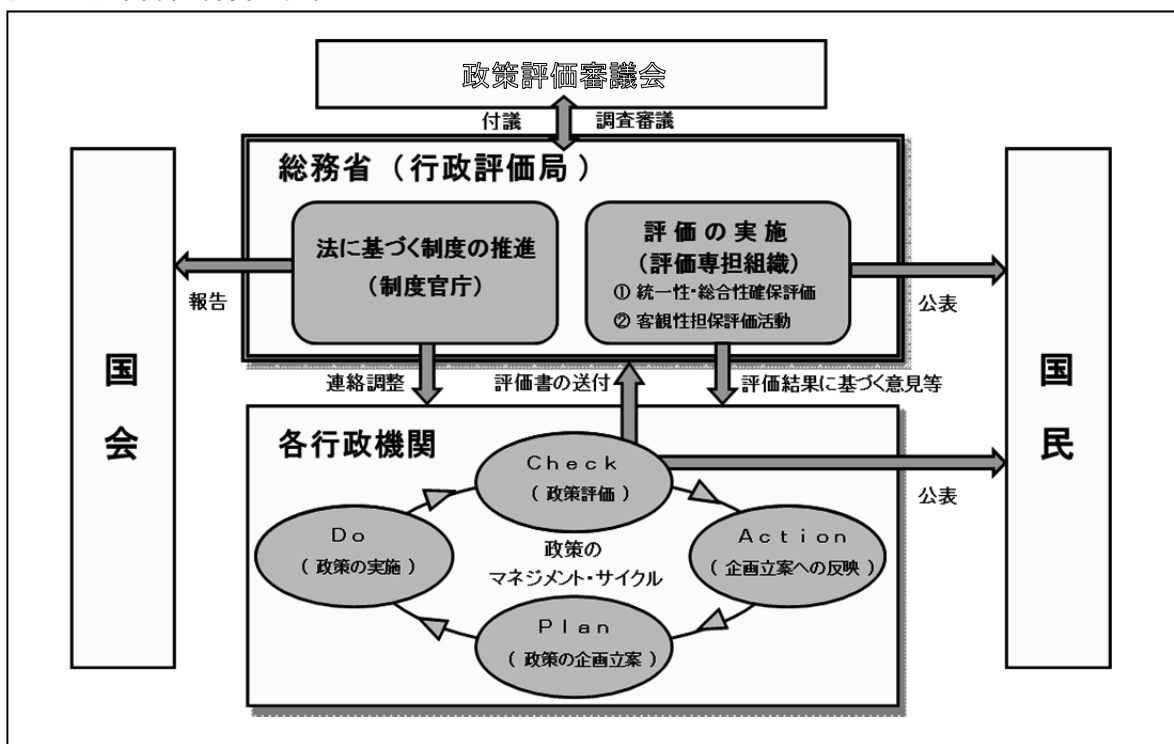 政策評価審議会
付議
調査審議
総務省（行政評価局）
法に基づく制度の推進
（制度官庁）
評価の実施
（評価専担組織）
① 統一性・総合性確保評価
② 客観性担保評価活動
報告
公表
国会
国民
連絡調整
評価書の送付
評価結果に基づく意見等
各行政機関
Check
（政策評価）
公表
Do
（政策の実施）
政策の
マネジメント・サイクル
Action
（企画立案への反映）
Plan
（政策の企画立案）